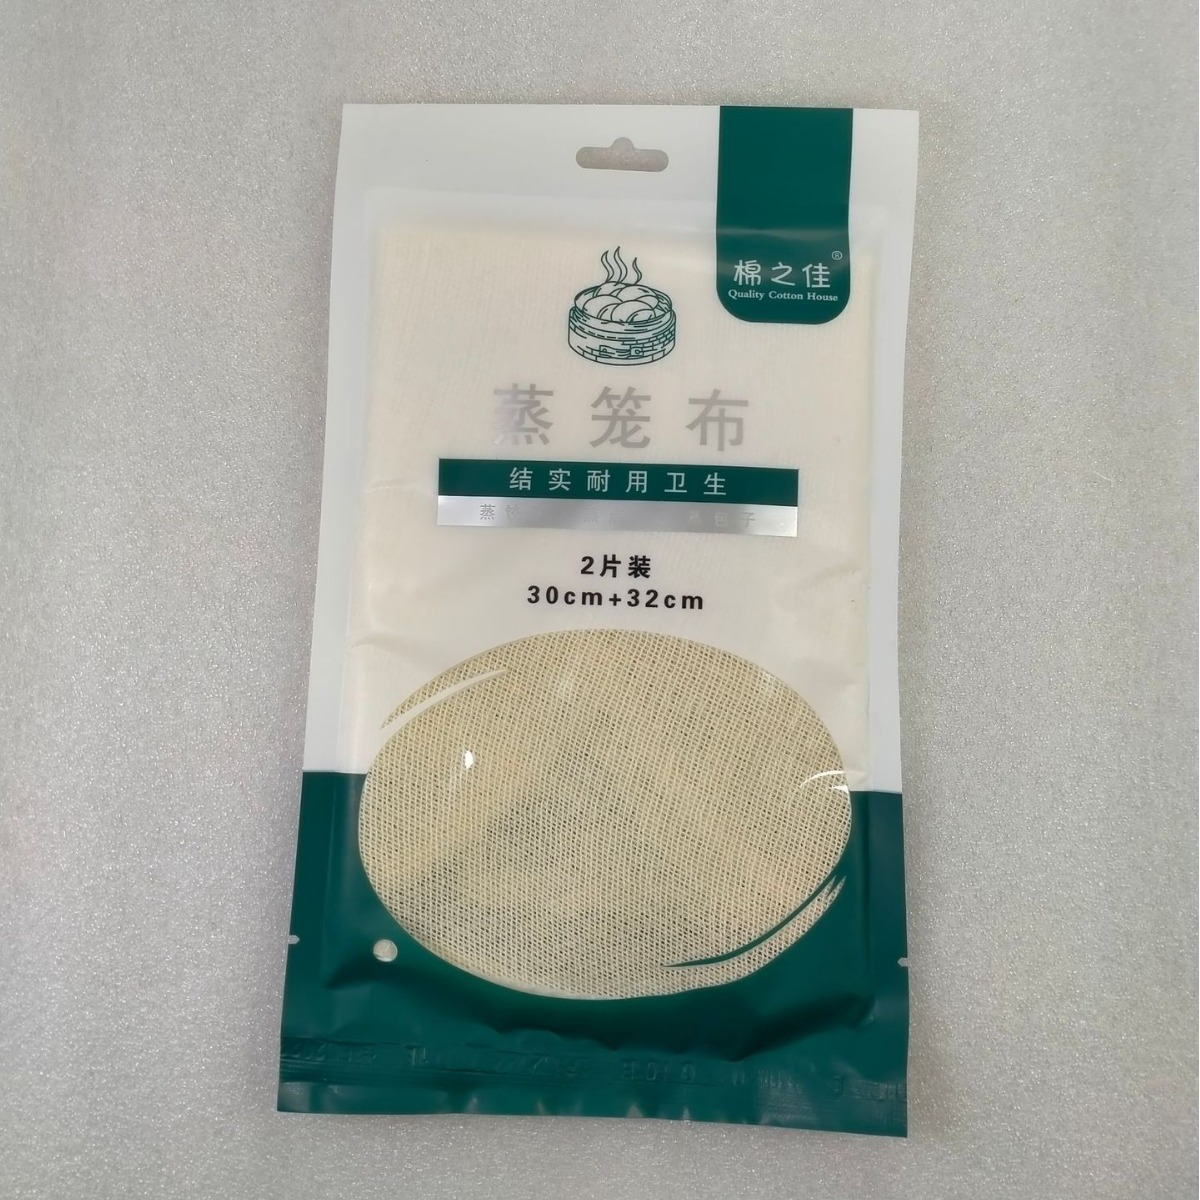 棉之佳®
Quality Cotton House
蒸笼布
结实耐用卫生
2片装
30cm+32cm